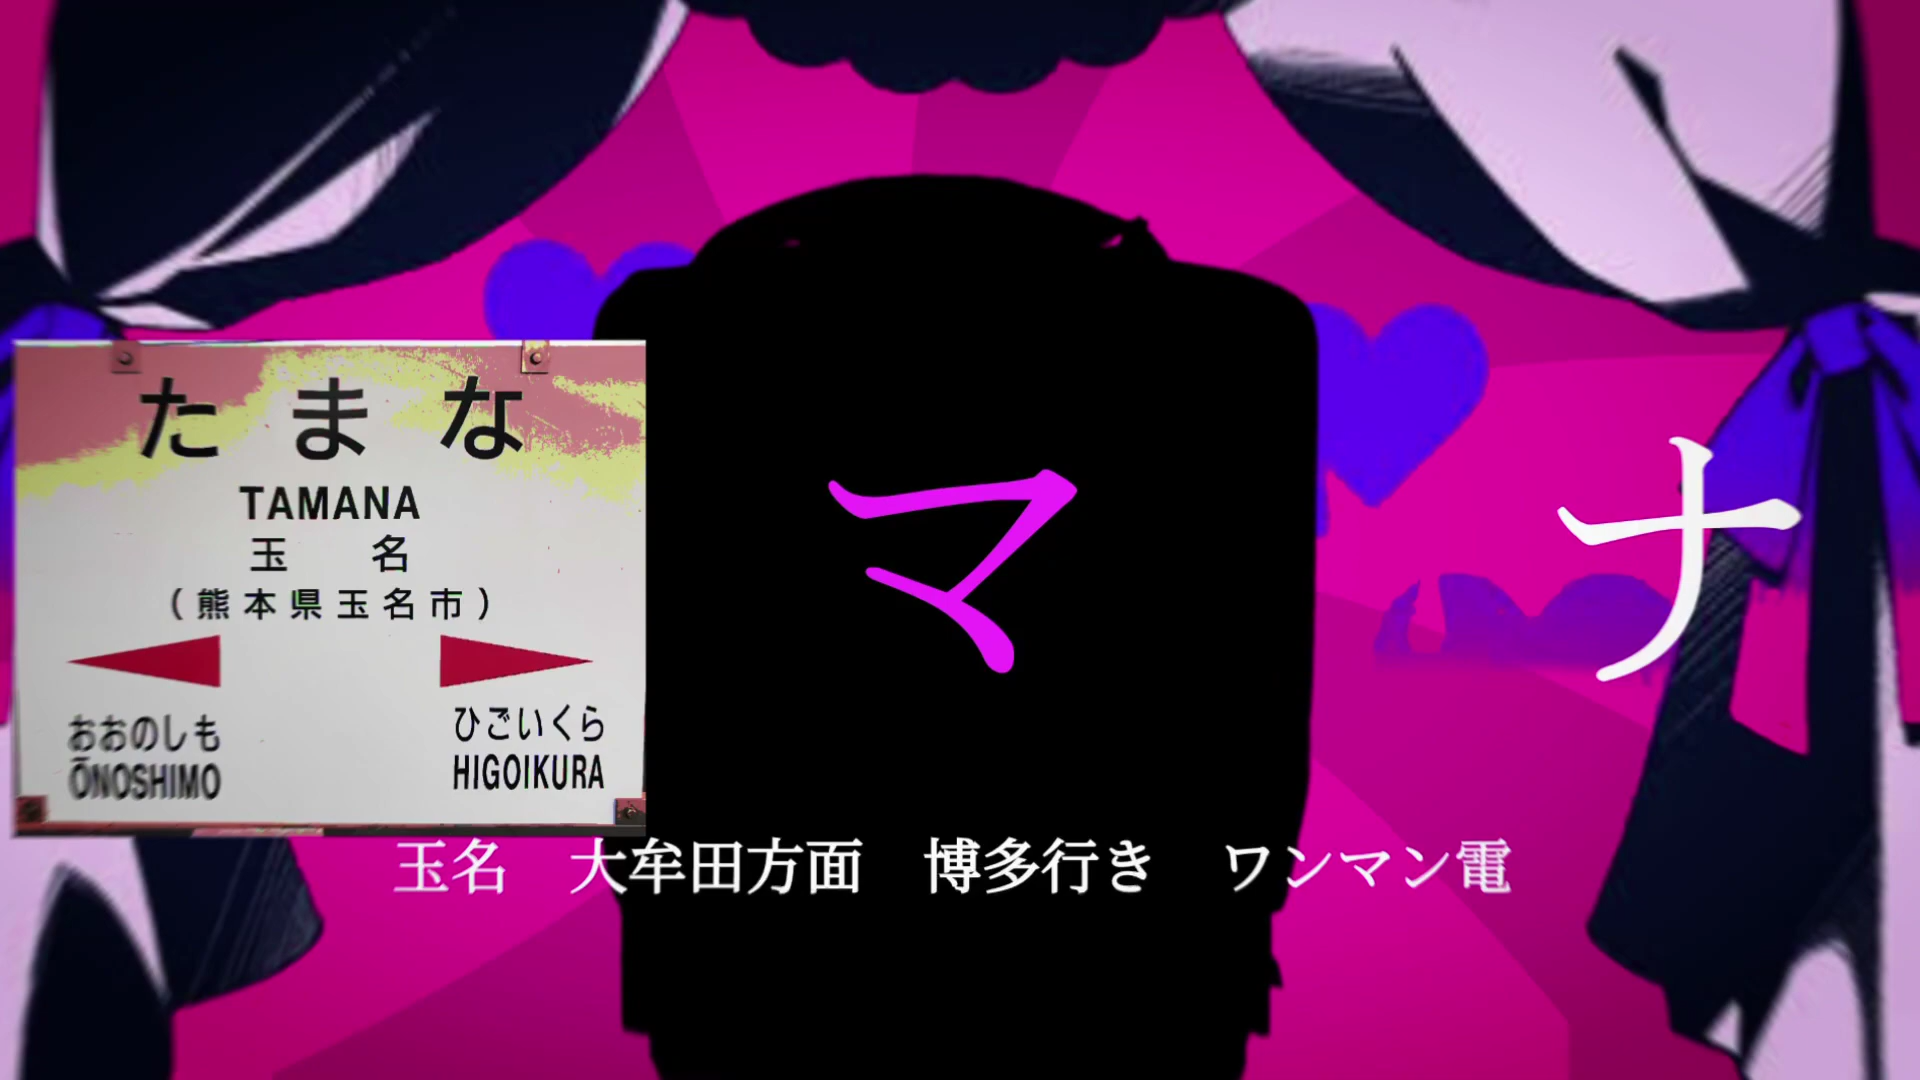 たまな
TAMANA
玉名
(熊本県玉名市)
おおのしも
ŌNOSHIMO
ひごいくら
HIGOIKURA
マ
ナ
玉名 大牟田方面 博多行き ワンマン電